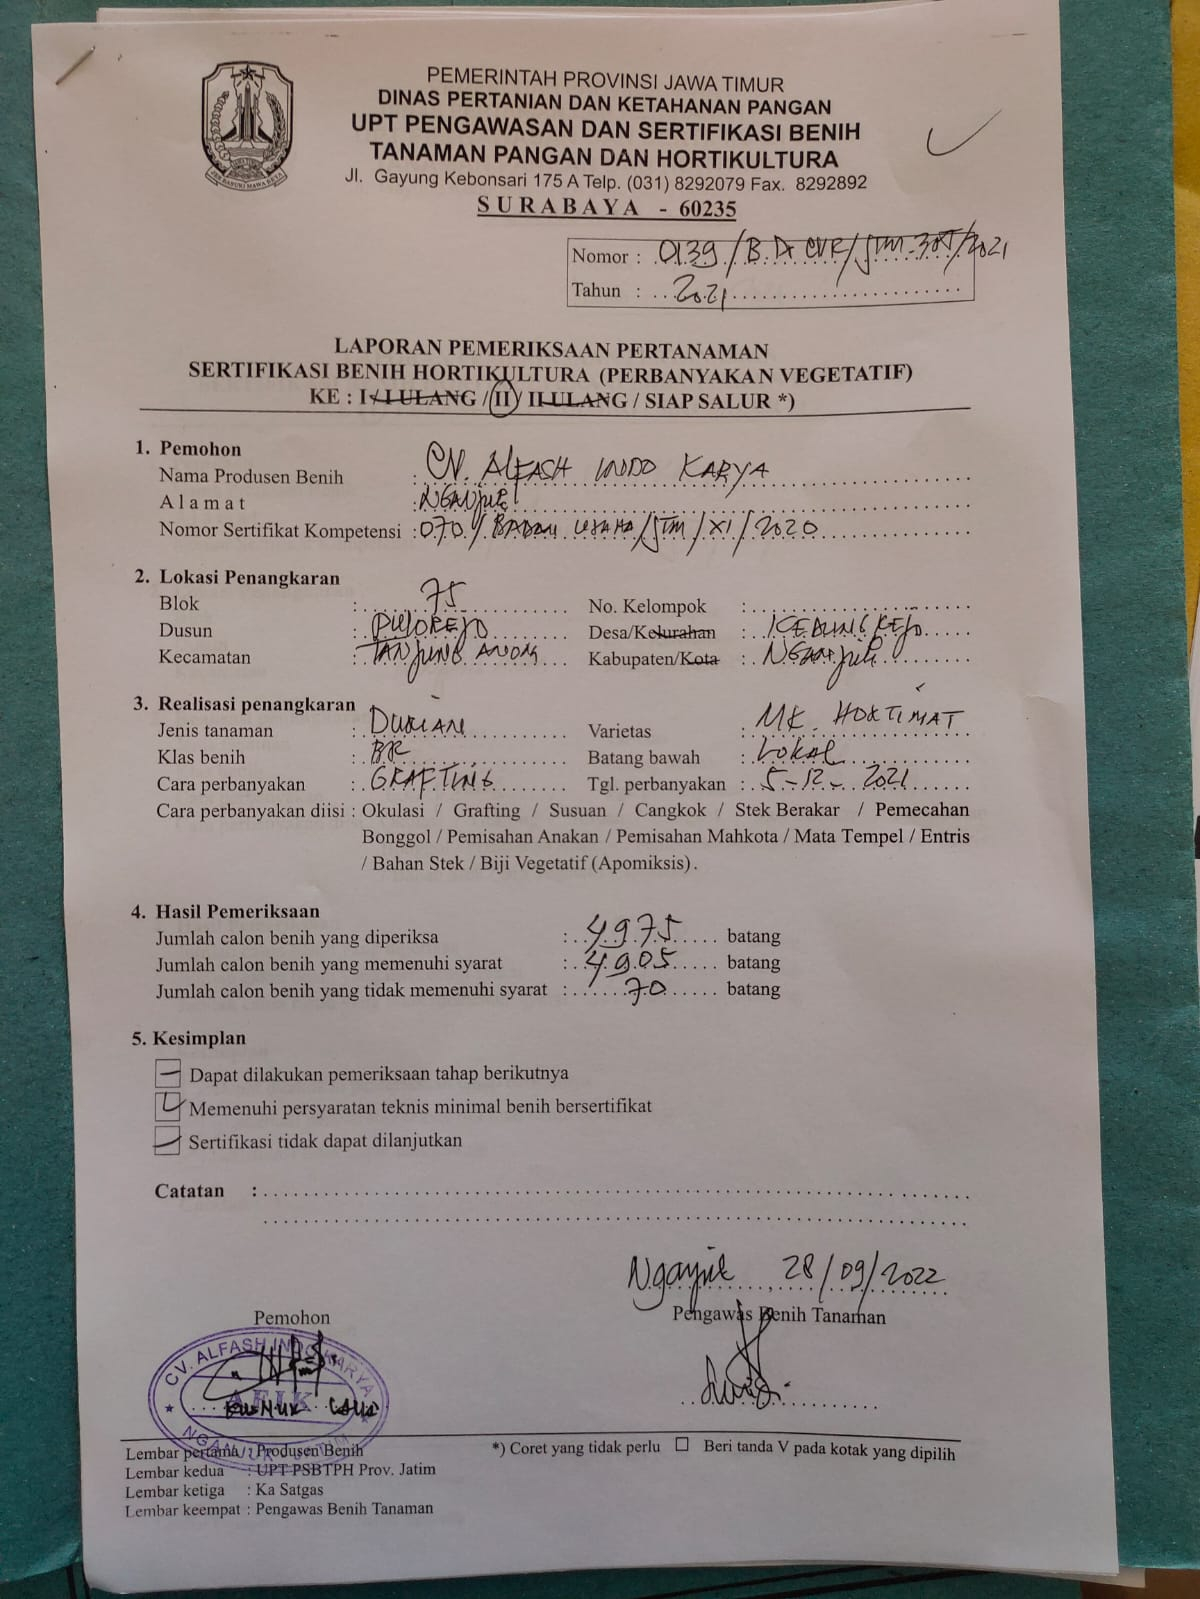 PEMERINTAH PROVINSI JAWA TIMUR
DINAS PERTANIAN DAN KETAHANAN PANGAN
UPT PENGAWASAN DAN SERTIFIKASI BENIH
TANAMAN PANGAN DAN HORTIKULTURA
Jl. Gayung Kebonsari 175 A Telp. (031) 8292079 Fax. 8292892
SURABAYA - 60235
Nomor : 0139/B.
Tahun : 2021
LAPORAN PEMERIKSAAN PERTANAMAN
SERTIFIKASI BENIH HORTIKULTURA (PERBANYAKAN VEGETATIF)
KE : I / I ULANG / II / II ULANG / SIAP SALUR *)
1. Pemohon
Nama Produsen Benih : CV. ALFASH INDO KARYA
Alamat : NGANJUK
Nomor Sertifikat Kompetensi : 070 / BADAN USAHA/JTM/XI/2020
2. Lokasi Penangkaran
Blok : 75 No. Kelompok :
Dusun : PULOREJO Desa/Kelurahan : KEDUNGREJO
Kecamatan : TANJUNG ANOM Kabupaten/Kota : NGANJUK
3. Realisasi penangkaran
Jenis tanaman : DURIAN Varietas : MK. HORTIMAT
Klas benih : BR Batang bawah : LOKAL
Cara perbanyakan : GRAFTING Tgl. perbanyakan : 5-12-2021
Cara perbanyakan diisi : Okulasi / Grafting / Susuan / Cangkok / Stek Berakar / Pemecahan
Bonggol / Pemisahan Anakan / Pemisahan Mahkota / Mata Tempel / Entris
/ Bahan Stek / Biji Vegetatif (Apomiksis).
4. Hasil Pemeriksaan
Jumlah calon benih yang diperiksa : 4975 batang
Jumlah calon benih yang memenuhi syarat : 4905 batang
Jumlah calon benih yang tidak memenuhi syarat : 70 batang
5. Kesimplan
Dapat dilakukan pemeriksaan tahap berikutnya
Memenuhi persyaratan teknis minimal benih bersertifikat
Sertifikasi tidak dapat dilanjutkan
Catatan :
Nganjuk, 28/09/2022
Pemohon Pengawas Benih Tanaman
CV. ALFASH INDO KARYA
Lembar pertama : Produsen Benih *) Coret yang tidak perlu Beri tanda V pada kotak yang dipilih
Lembar kedua : UPT PSBTPH Prov. Jatim
Lembar ketiga : Ka Satgas
Lembar keempat : Pengawas Benih Tanaman